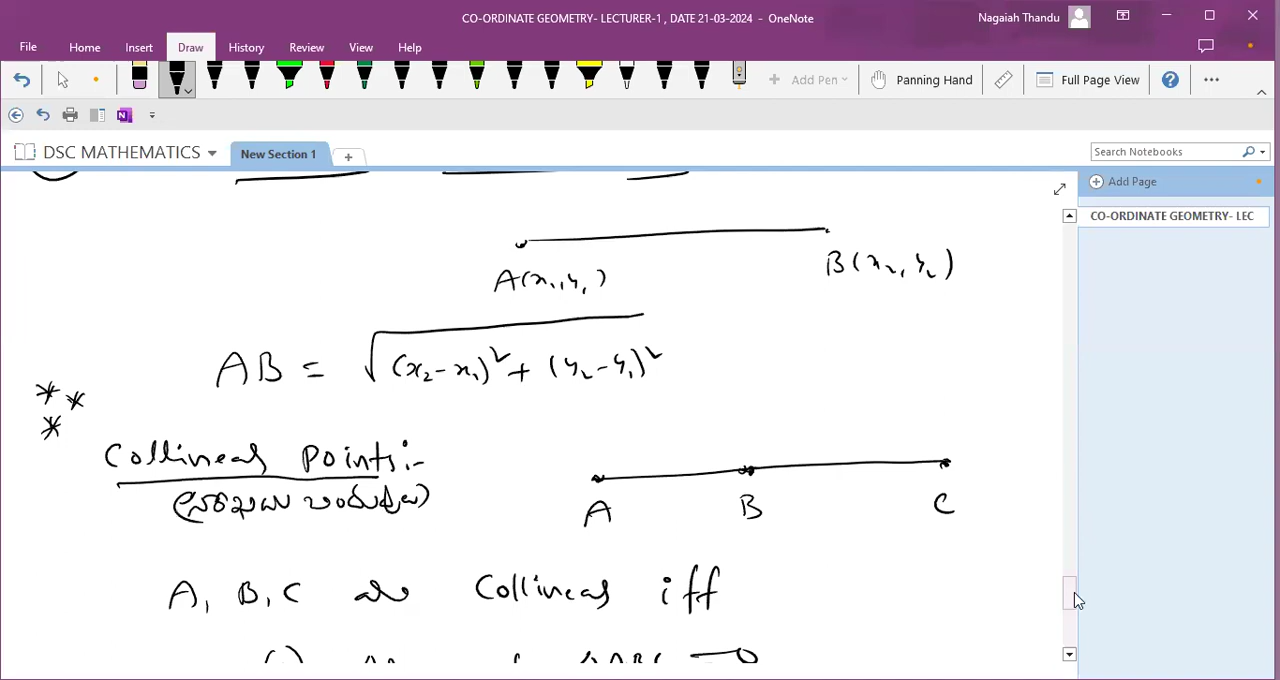 CO-ORDINATE GEOMETRY- LECTURER-1 , DATE 21-03-2024 - OneNote
Nagaiah Thandu
File Home Insert Draw History Review View Help
Add Pen Panning Hand Full Page View
DSC MATHEMATICS New Section 1
Search Notebooks
Add Page
CO-ORDINATE GEOMETRY- LEC
A(x₁, y₁) B(x₂, y₂)
AB = √(x₂-x₁)² + (y₂-y₁)²
Collinear Points:-
A B C
A, B, C are Collinear iff